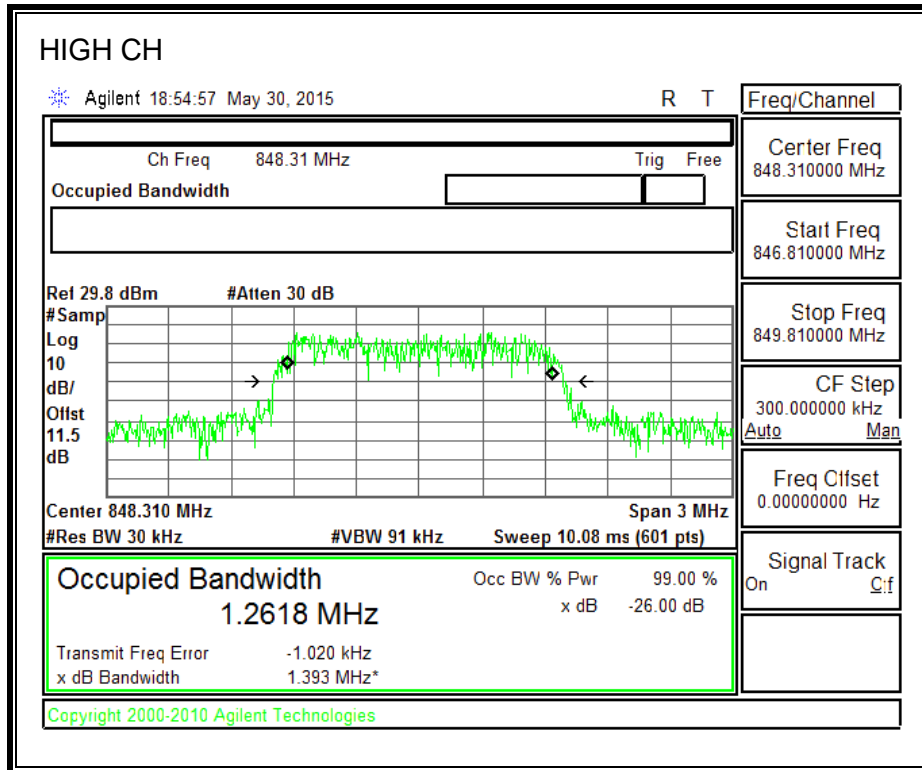 HIGH CH
Agilent 18:54:57 May 30, 2015 R T
Freq/Channel
Ch Freq 848.31 MHz Trig Free
Occupied Bandwidth
Center Freq
848.310000 MHz
Start Freq
846.810000 MHz
Stop Freq
849.810000 MHz
CF Step
300.000000 kHz
Auto Man
Freq Offset
0.00000000 Hz
Signal Track
On Off
Ref 29.8 dBm #Atten 30 dB
#Samp
Log
10
dB/
Offst
11.5
dB
Center 848.310 MHz Span 3 MHz
#Res BW 30 kHz #VBW 91 kHz Sweep 10.08 ms (601 pts)
Occupied Bandwidth Occ BW % Pwr 99.00 %
1.2618 MHz x dB -26.00 dB
Transmit Freq Error -1.020 kHz
x dB Bandwidth 1.393 MHz*
Copyright 2000-2010 Agilent Technologies